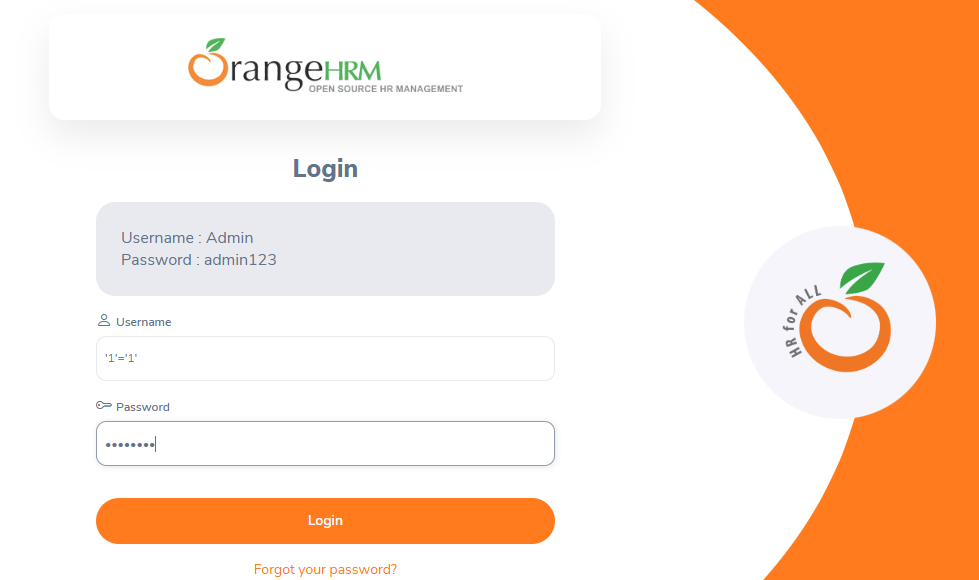 OrangeHRM
OPEN SOURCE HR MANAGEMENT
Login
Username : Admin
Password : admin123
Username
'1'='1'
Password
••••••••
Login
Forgot your password?
HR for ALL